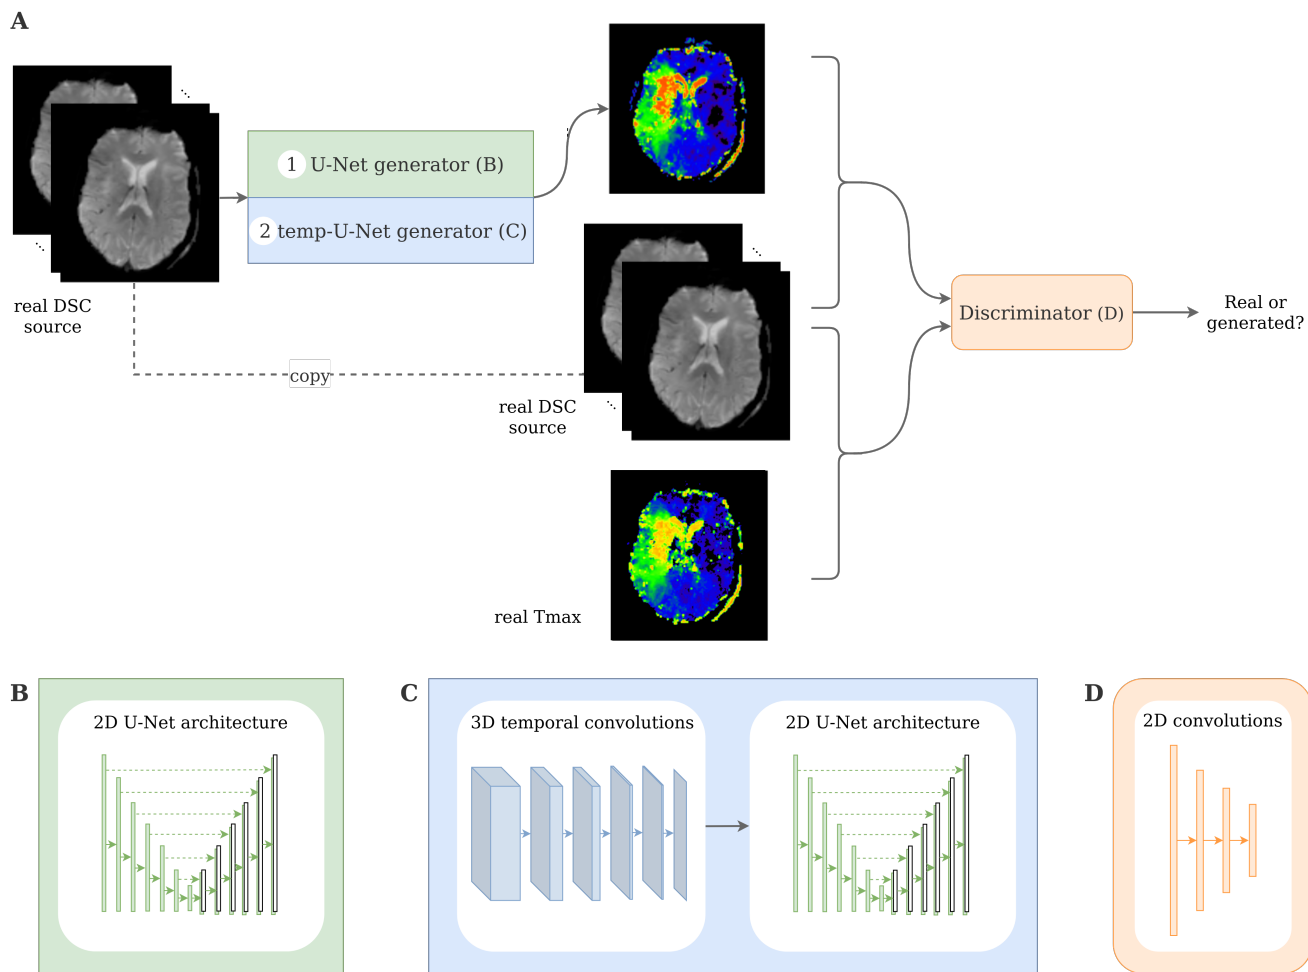 A
1 U-Net generator (B)
2 temp-U-Net generator (C)
real DSC
source
copy
real DSC
source
real Tmax
Discriminator (D)
Real or
generated?
B
2D U-Net architecture
C
3D temporal convolutions
2D U-Net architecture
D
2D convolutions